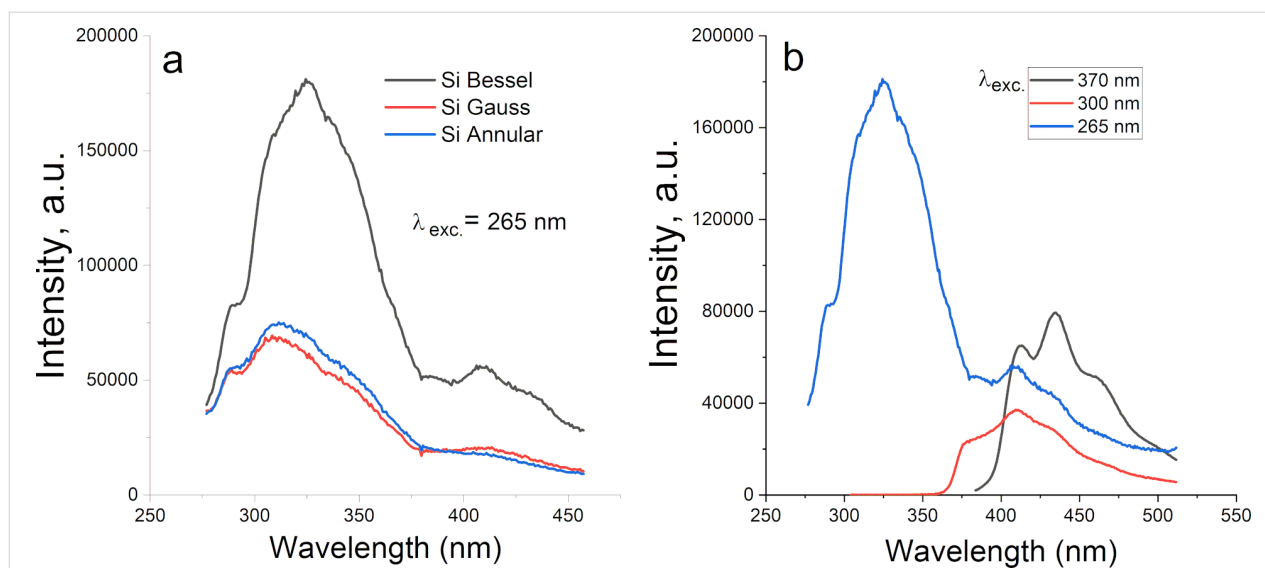 a
Si Bessel
Si Gauss
Si Annular
λ exc. = 265 nm
Intensity, a.u.
200000
150000
100000
50000
0
250 300 350 400 450
Wavelength (nm)
b
λexc.
370 nm
300 nm
265 nm
Intensity, a.u.
200000
160000
120000
80000
40000
0
250 300 350 400 450 500 550
Wavelength (nm)